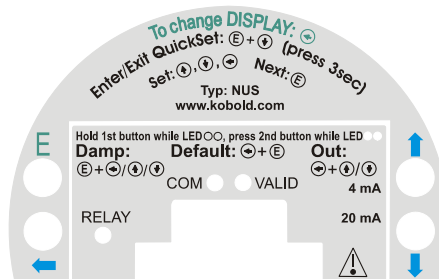 To change DISPLAY: ⬅
Enter/Exit QuickSet: Ⓔ+⬆ (press 3sec)
Set: ⬆, ⬇, ⬅ Next: Ⓔ
Typ: NUS
www.kobold.com
Hold 1st button while LED○○, press 2nd button while LED●●
E
Damp: Default: ⬅+Ⓔ Out:
Ⓔ+⬅/⬆/⬇ ⬅+⬆/⬇
COM VALID 4 mA
RELAY 20 mA